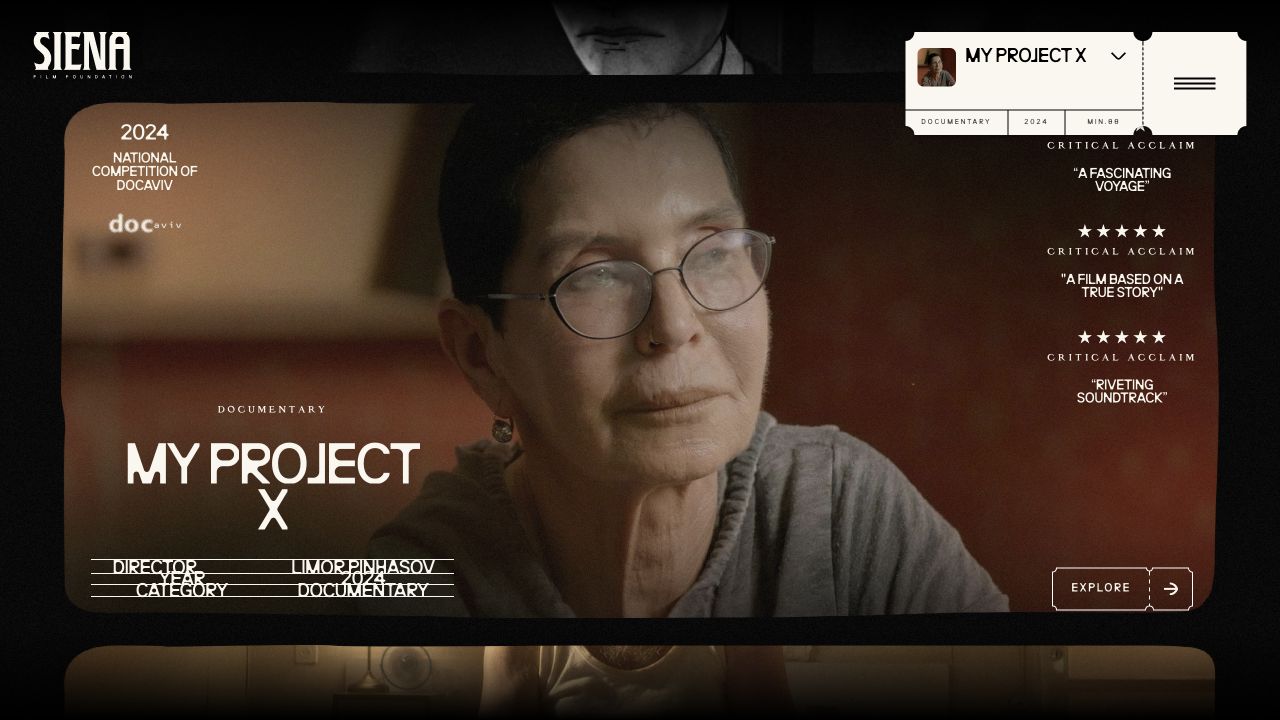 SIENA
FILM FOUNDATION
MY PROJECT X
DOCUMENTARY
2024
MIN.88
2024
NATIONAL
COMPETITION OF
DOCAVIV
docaviv
CRITICAL ACCLAIM
“A FASCINATING
VOYAGE”
★★★★★
CRITICAL ACCLAIM
"A FILM BASED ON A
TRUE STORY"
★★★★★
CRITICAL ACCLAIM
“RIVETING
SOUNDTRACK”
DOCUMENTARY
MY PROJECT
X
DIRECTOR LIMOR PINHASOV
YEAR 2024
CATEGORY DOCUMENTARY
EXPLORE